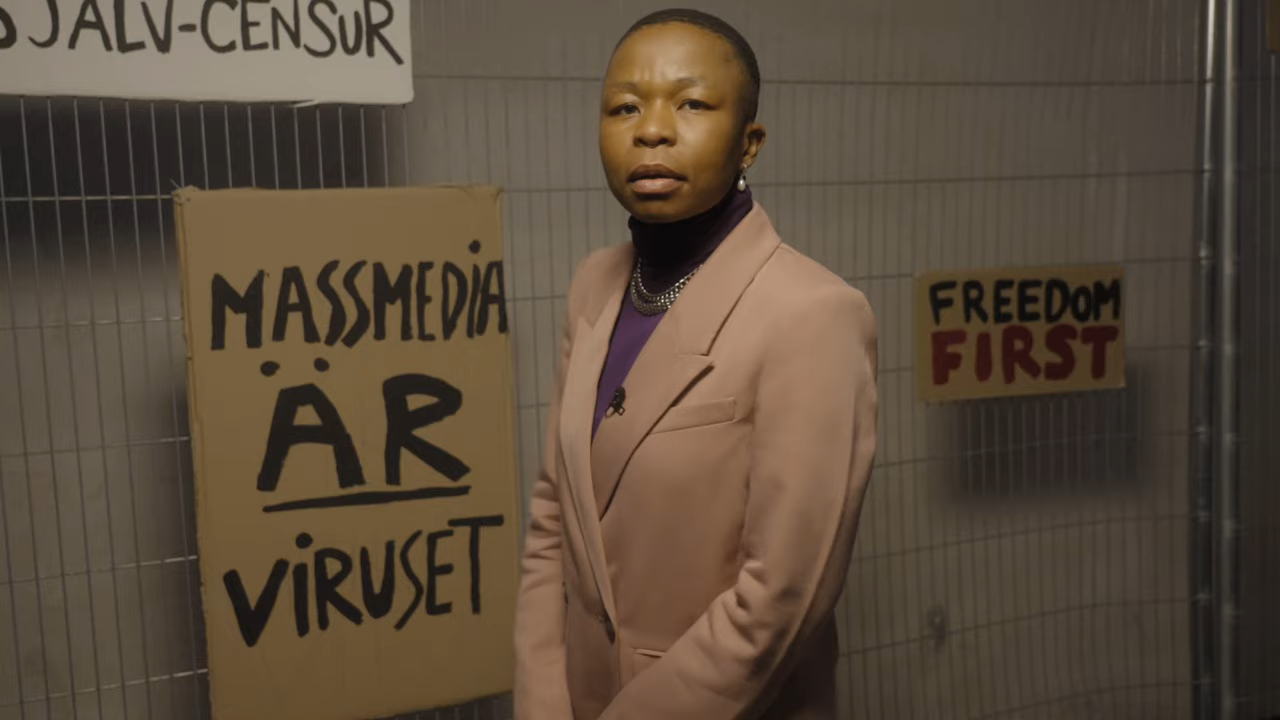 SJÄLV-CENSUR
MASSMEDIA
ÄR
VIRUSET
FREEDOM
FIRST